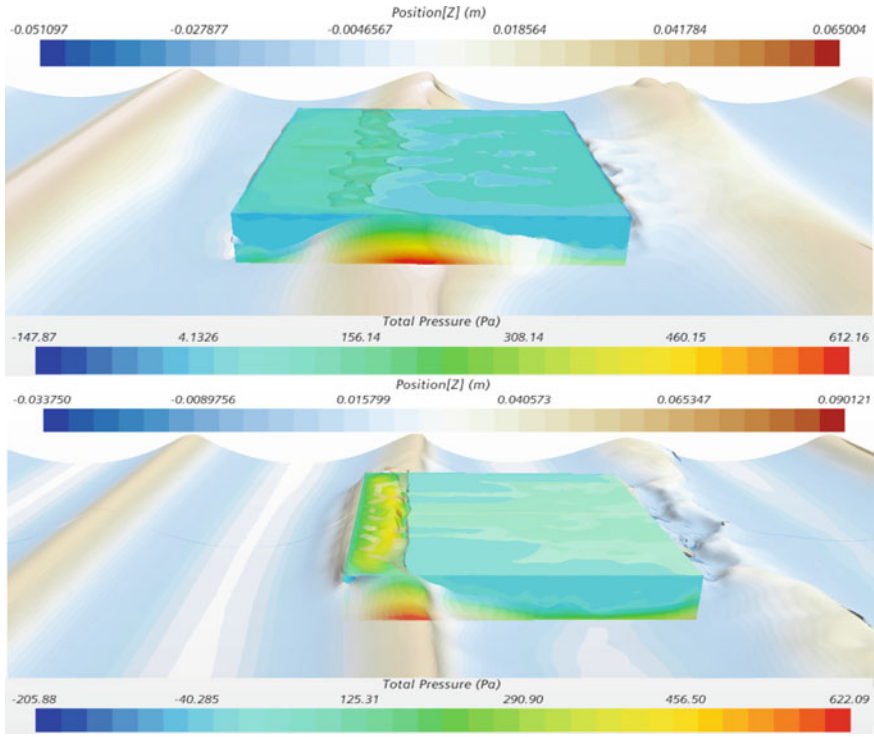 Position[Z] (m)
-0.051097 -0.027877 -0.0046567 0.018564 0.041784 0.065004
Total Pressure (Pa)
-147.87 4.1326 156.14 308.14 460.15 612.16
Position[Z] (m)
-0.033750 -0.0089756 0.015799 0.040573 0.065347 0.090121
Total Pressure (Pa)
-205.88 -40.285 125.31 290.90 456.50 622.09